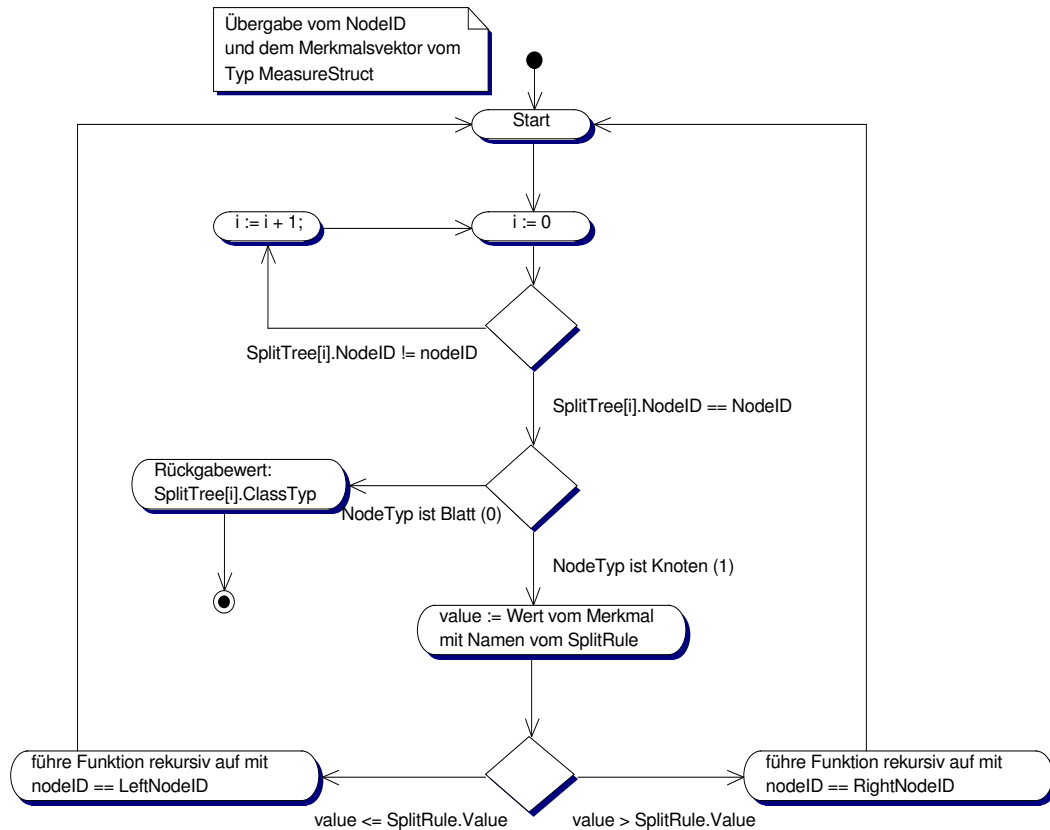 Übergabe vom NodeID
und dem Merkmalsvektor vom
Typ MeasureStruct
Start
i := i + 1;
i := 0
SplitTree[i].NodeID != nodeID
SplitTree[i].NodeID == NodeID
Rückgabewert:
SplitTree[i].ClassTyp
NodeTyp ist Blatt (0)
NodeTyp ist Knoten (1)
value := Wert vom Merkmal
mit Namen vom SplitRule
führe Funktion rekursiv auf mit
nodeID == LeftNodeID
führe Funktion rekursiv auf mit
nodeID == RightNodeID
value <= SplitRule.Value
value > SplitRule.Value